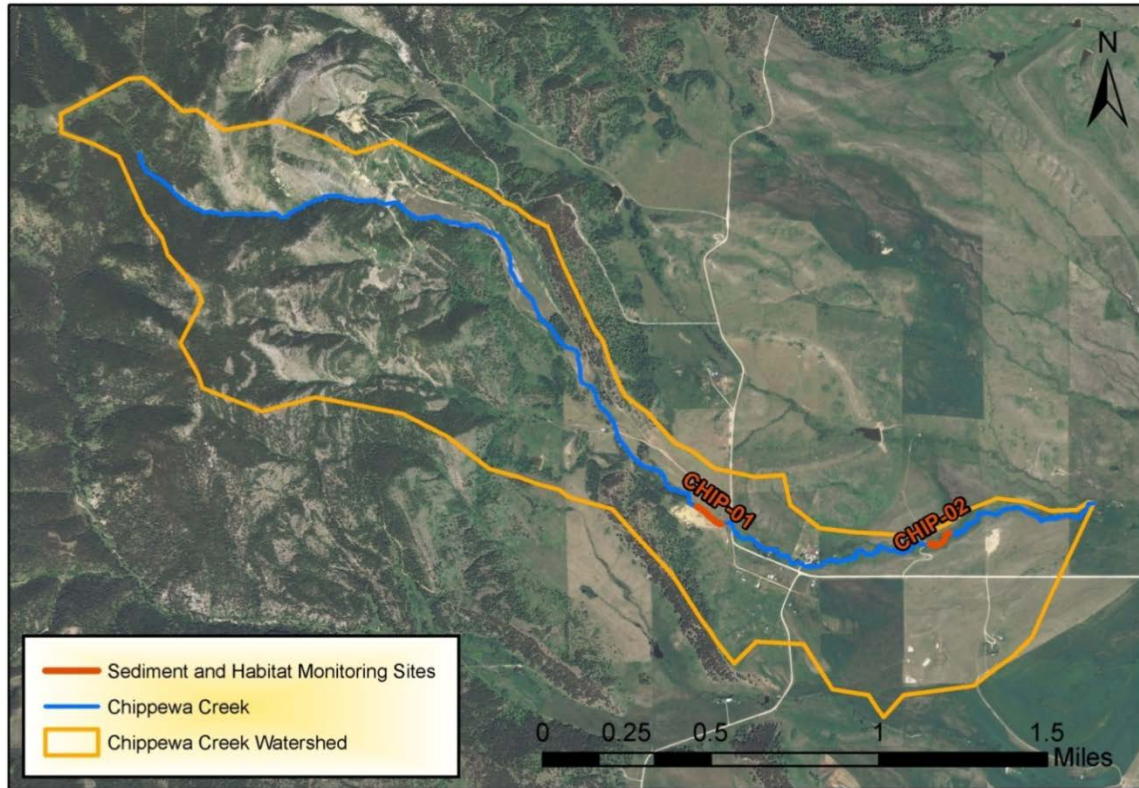 N
CHIP-01
CHIP-02
Sediment and Habitat Monitoring Sites
Chippewa Creek
Chippewa Creek Watershed
0 0.25 0.5 1 1.5
Miles